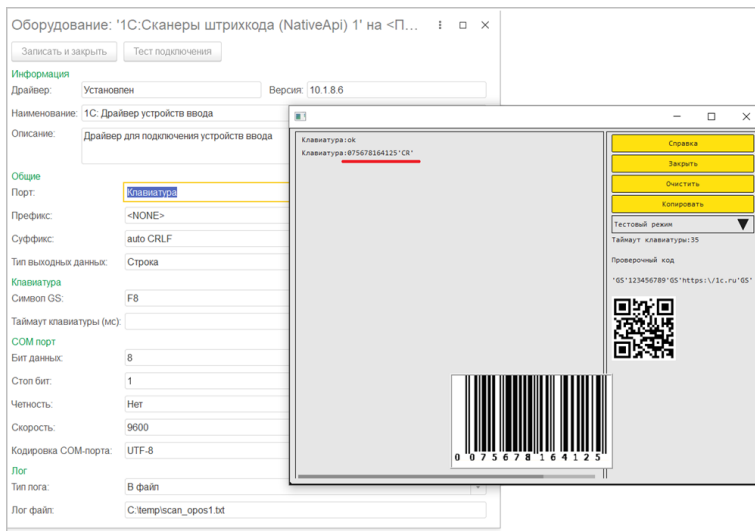 Оборудование: '1С:Сканеры штрихкода (NativeApi) 1' на <П...
Записать и закрыть
Тест подключения
Информация
Драйвер: Установлен
Версия: 10.1.8.6
Наименование: 1С: Драйвер устройств ввода
Описание: Драйвер для подключения устройств ввода
Общие
Порт: Клавиатура
Префикс: <NONE>
Суффикс: auto CRLF
Тип выходных данных: Строка
Клавиатура
Символ GS: F8
Таймаут клавиатуры (мс):
COM порт
Бит данных: 8
Стоп бит: 1
Четность: Нет
Скорость: 9600
Кодировка COM-порта: UTF-8
Лог
Тип лога: В файл
Лог файл: C:\temp\scan_opos1.txt
Клавиатура:ok
Клавиатура:075678164125'CR'
Справка
Закрыть
Очистить
Копировать
Тестовый режим
Таймаут клавиатуры:35
Проверочный код
'GS'123456789'GS'https:\/1c.ru'GS'
0 075678 164125